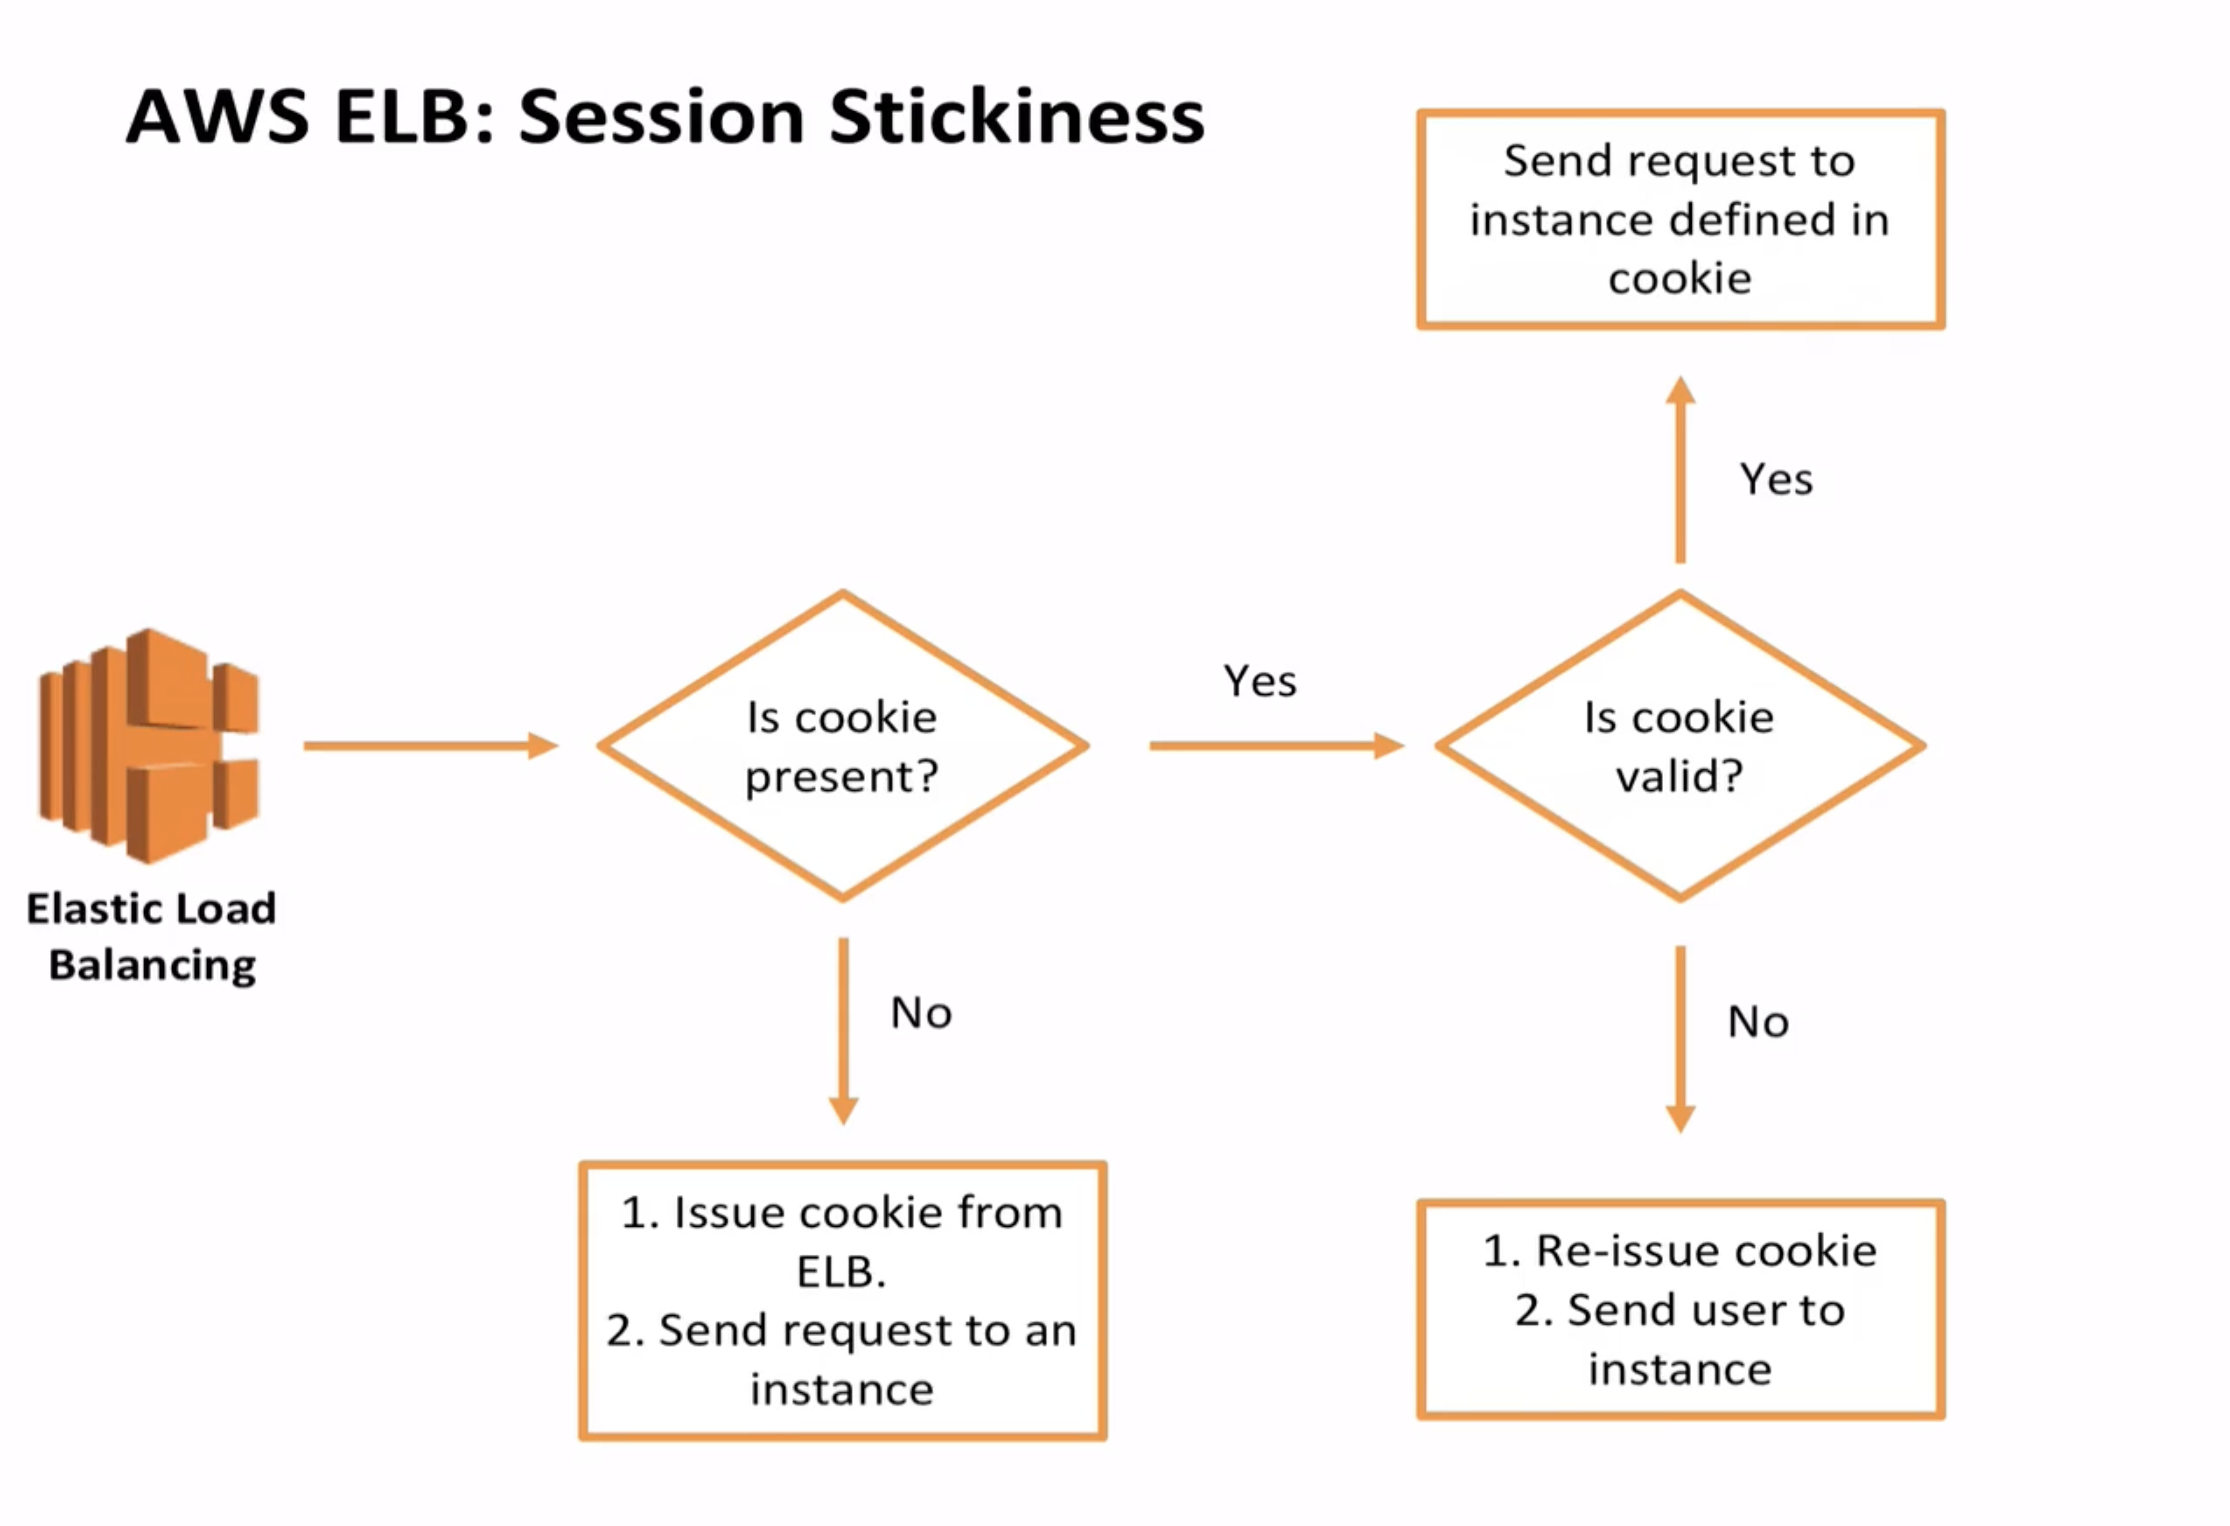 AWS ELB: Session Stickiness
Send request to
instance defined in
cookie
Yes
Is cookie
present?
Yes
Is cookie
valid?
Elastic Load
Balancing
No
No
1. Issue cookie from
ELB.
2. Send request to an
instance
1. Re-issue cookie
2. Send user to
instance